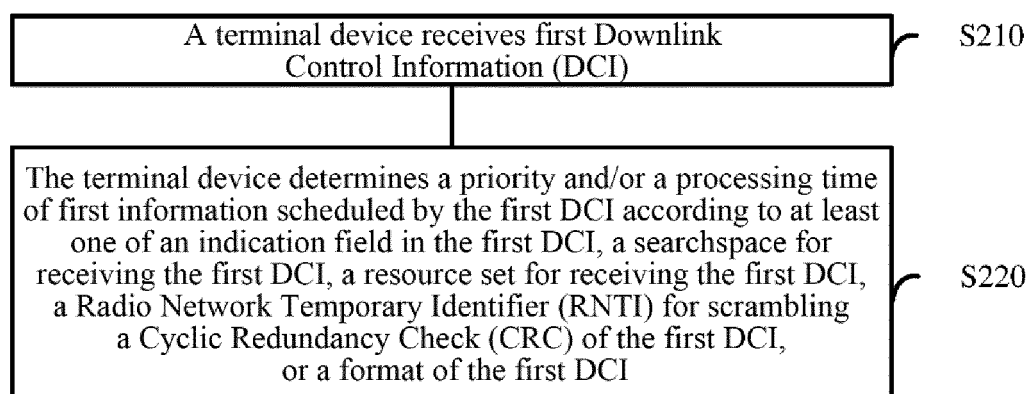 A terminal device receives first Downlink
Control Information (DCI)
S210
The terminal device determines a priority and/or a processing time
of first information scheduled by the first DCI according to at least
one of an indication field in the first DCI, a searchspace for
receiving the first DCI, a resource set for receiving the first DCI,
a Radio Network Temporary Identifier (RNTI) for scrambling
a Cyclic Redundancy Check (CRC) of the first DCI,
or a format of the first DCI
S220